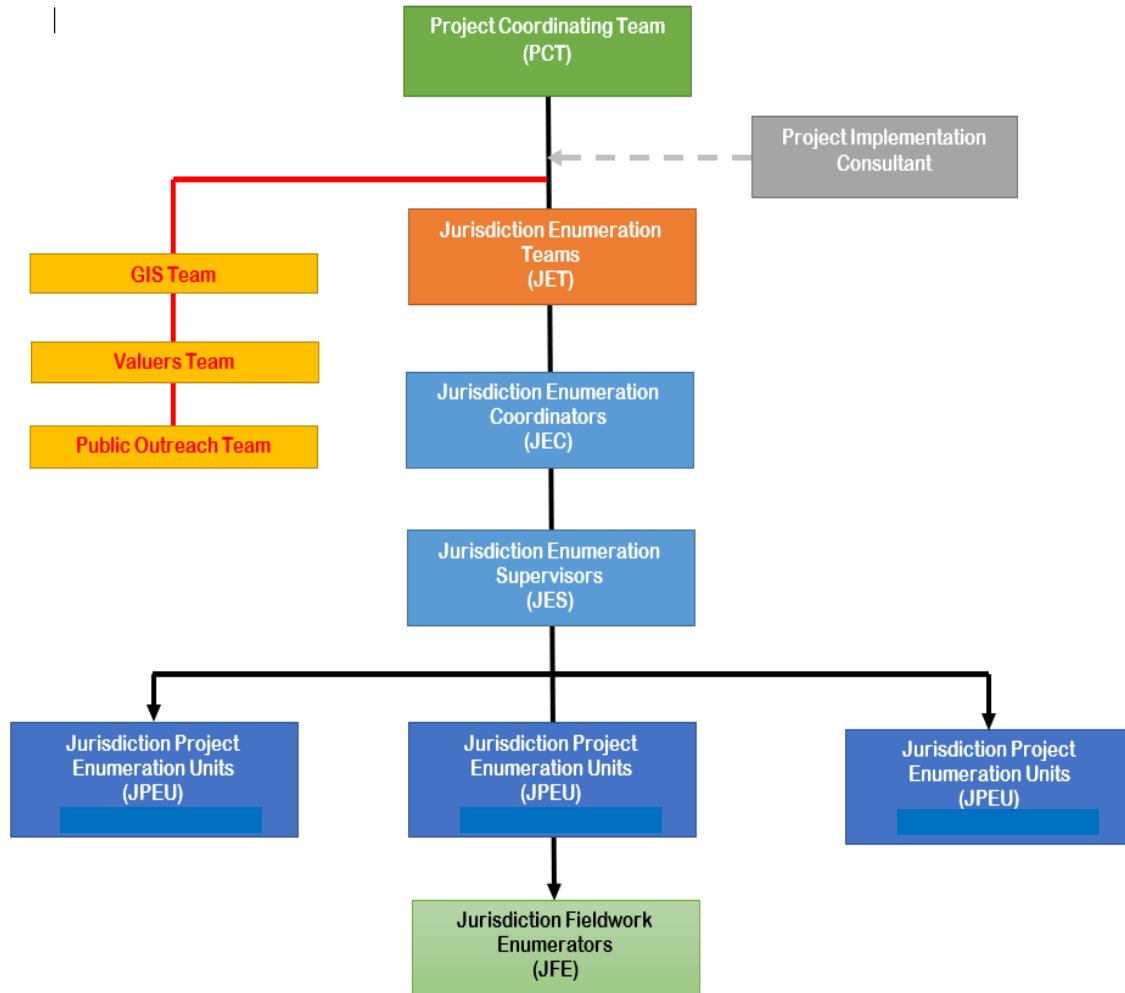 Project Coordinating Team
(PCT)
Project Implementation
Consultant
Jurisdiction Enumeration
Teams
(JET)
GIS Team
Valuers Team
Public Outreach Team
Jurisdiction Enumeration
Coordinators
(JEC)
Jurisdiction Enumeration
Supervisors
(JES)
Jurisdiction Project
Enumeration Units
(JPEU)
Jurisdiction Project
Enumeration Units
(JPEU)
Jurisdiction Project
Enumeration Units
(JPEU)
Jurisdiction Fieldwork
Enumerators
(JFE)